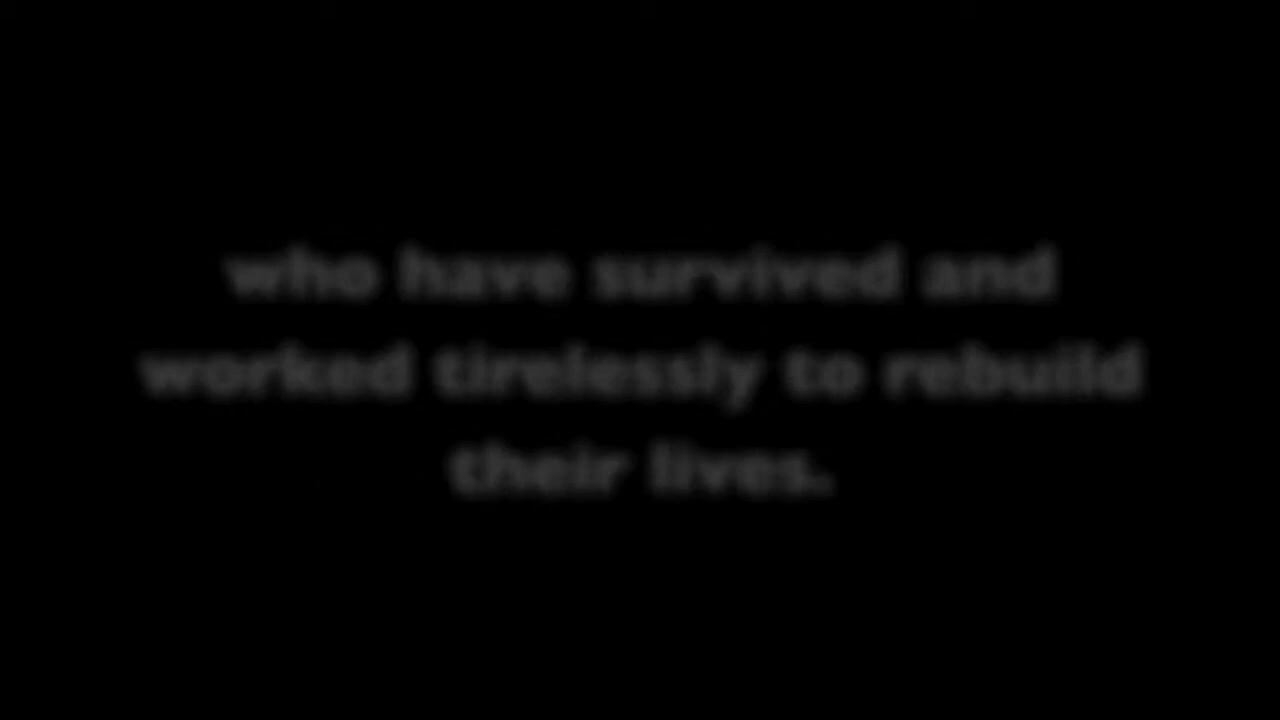 who have survived and
worked tirelessly to rebuild
their lives.